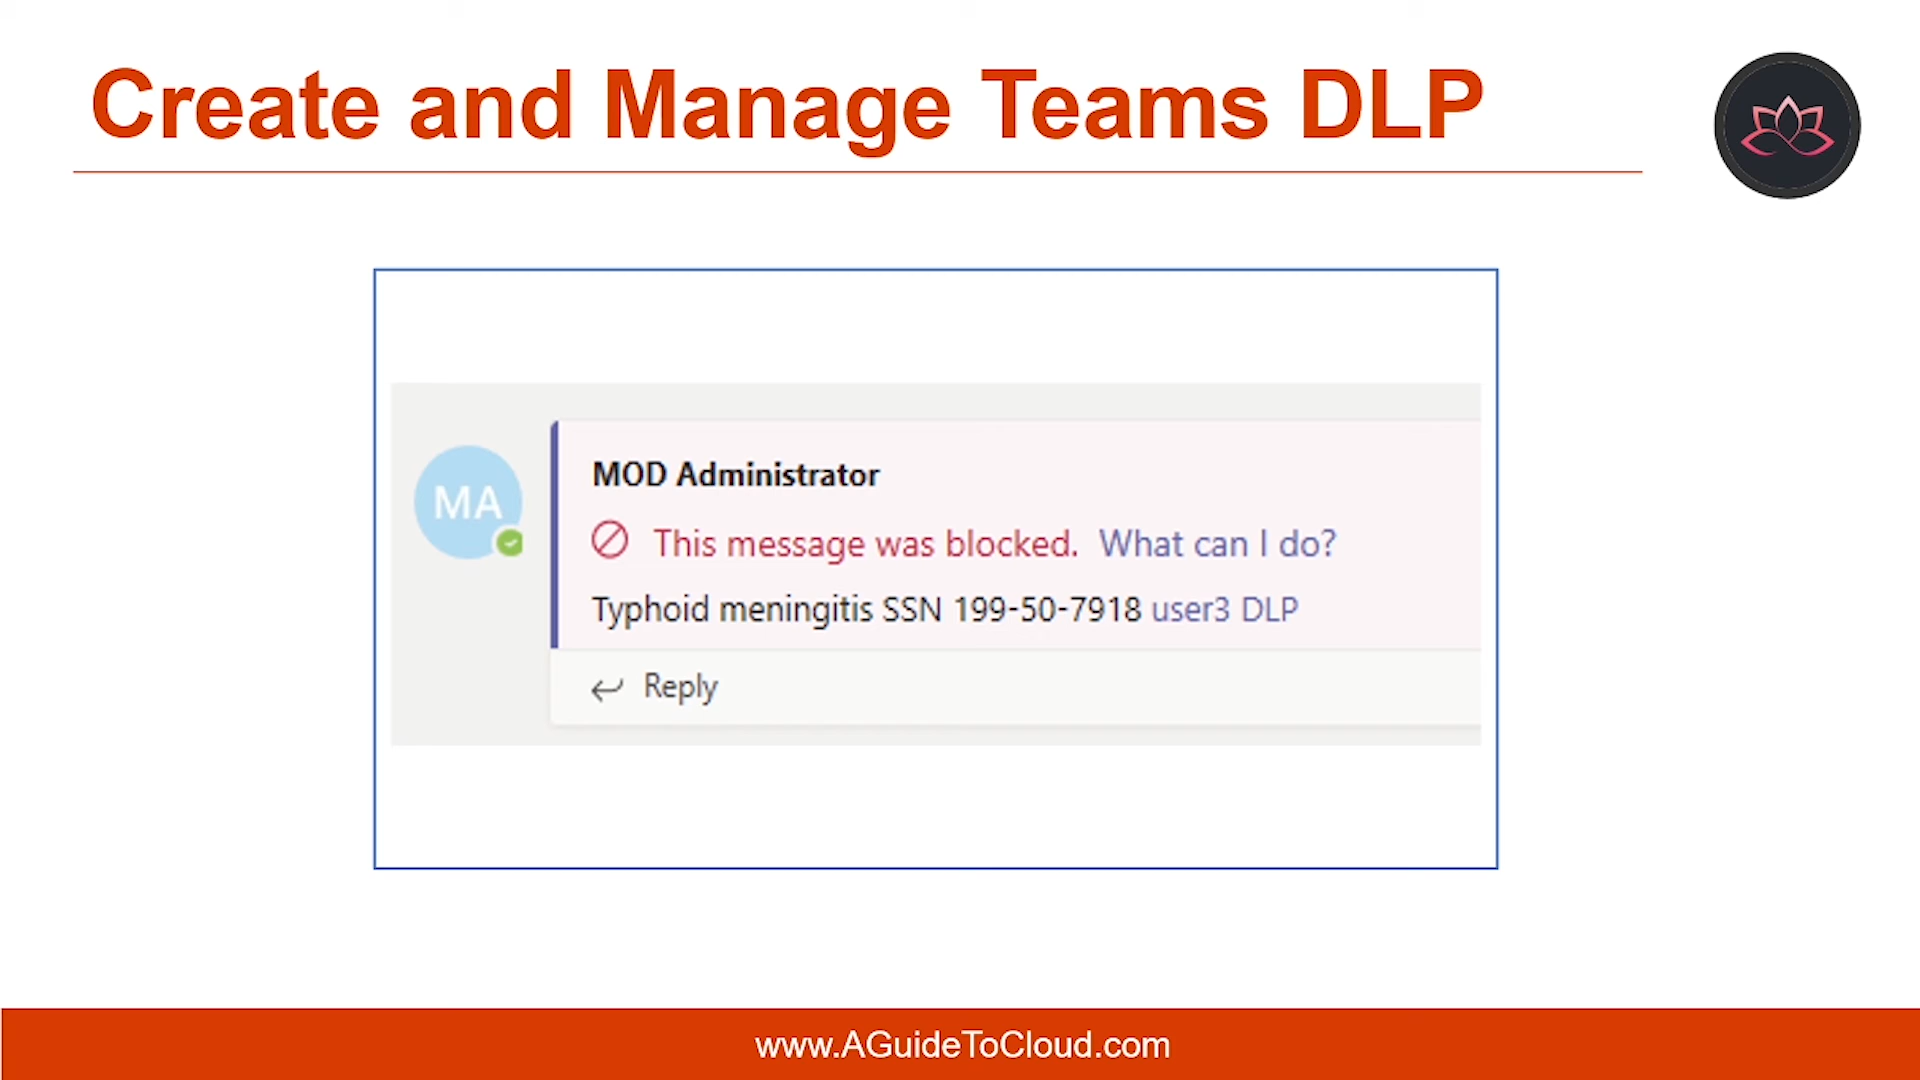 Create and Manage Teams DLP
MA
MOD Administrator
This message was blocked. What can I do?
Typhoid meningitis SSN 199-50-7918 user3 DLP
Reply
www.AGuideToCloud.com